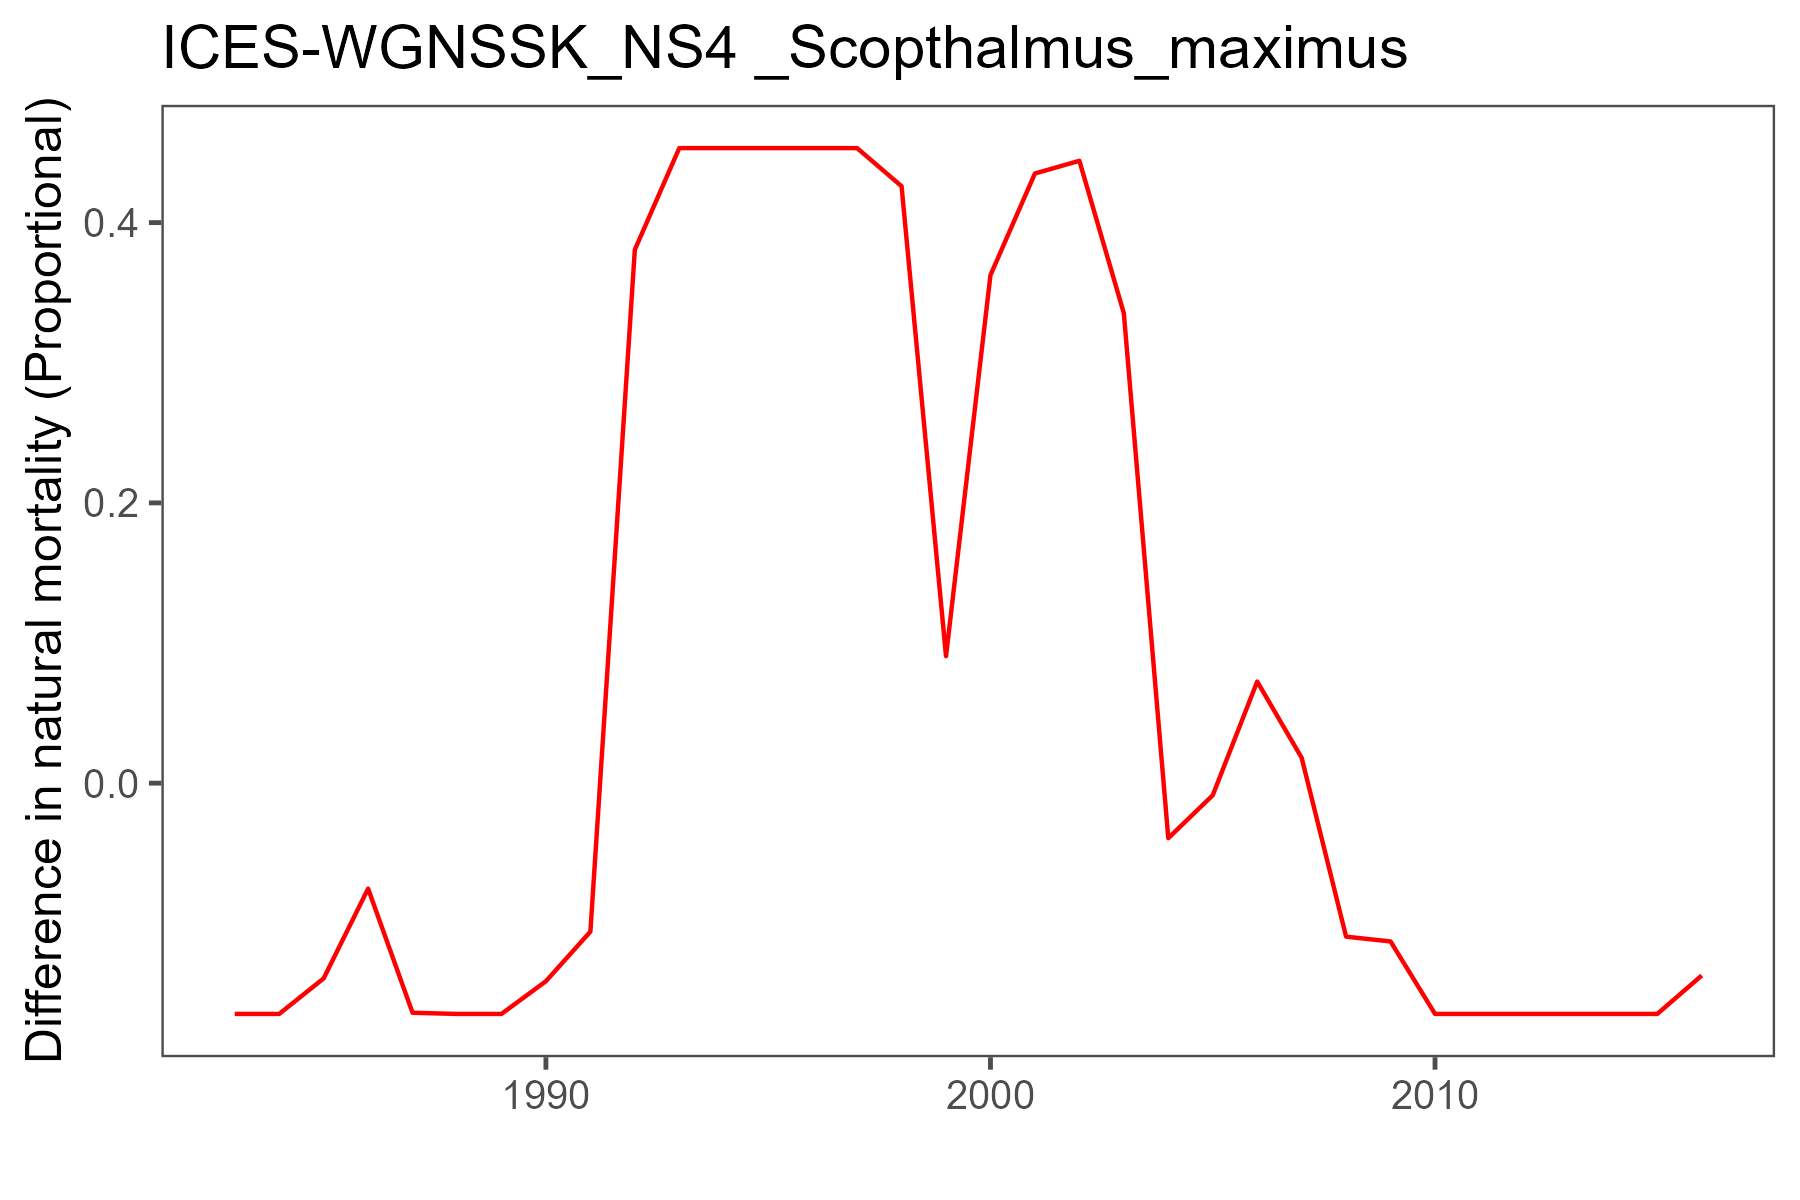 ICES-WGNSSK_NS4 _Scopthalmus_maximus
Difference in natural mortality (Proportional)
0.4
0.2
0.0
1990 2000 2010